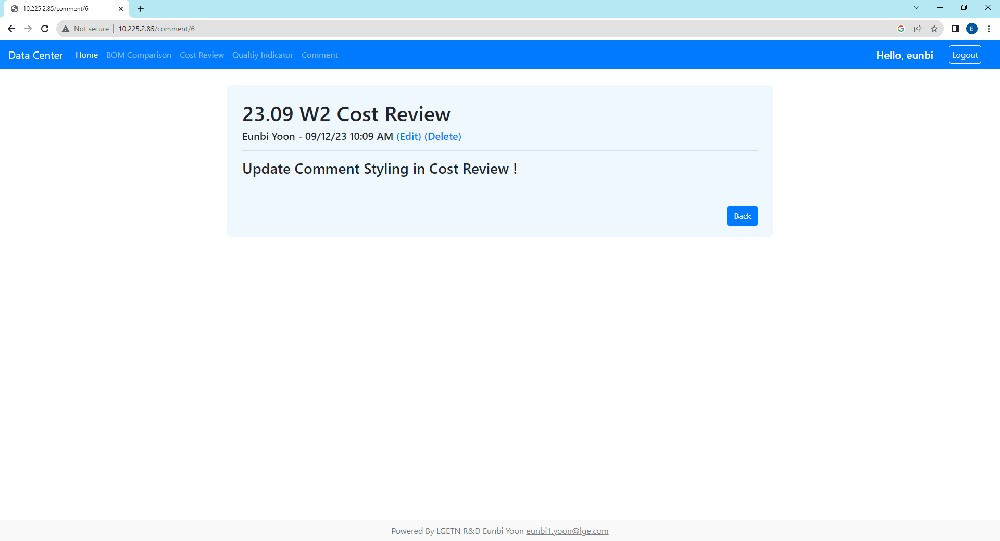 10.225.2.85/comment/6
Not secure
10.225.2.85/comment/6
E
Data Center
Home
BOM Comparison
Cost Review
Qualtiy Indicator
Comment
Hello, eunbi
Logout
23.09 W2 Cost Review
Eunbi Yoon - 09/12/23 10:09 AM (Edit) (Delete)
Update Comment Styling in Cost Review !
Back
Powered By LGETN R&D Eunbi Yoon eunbi1.yoon@lge.com